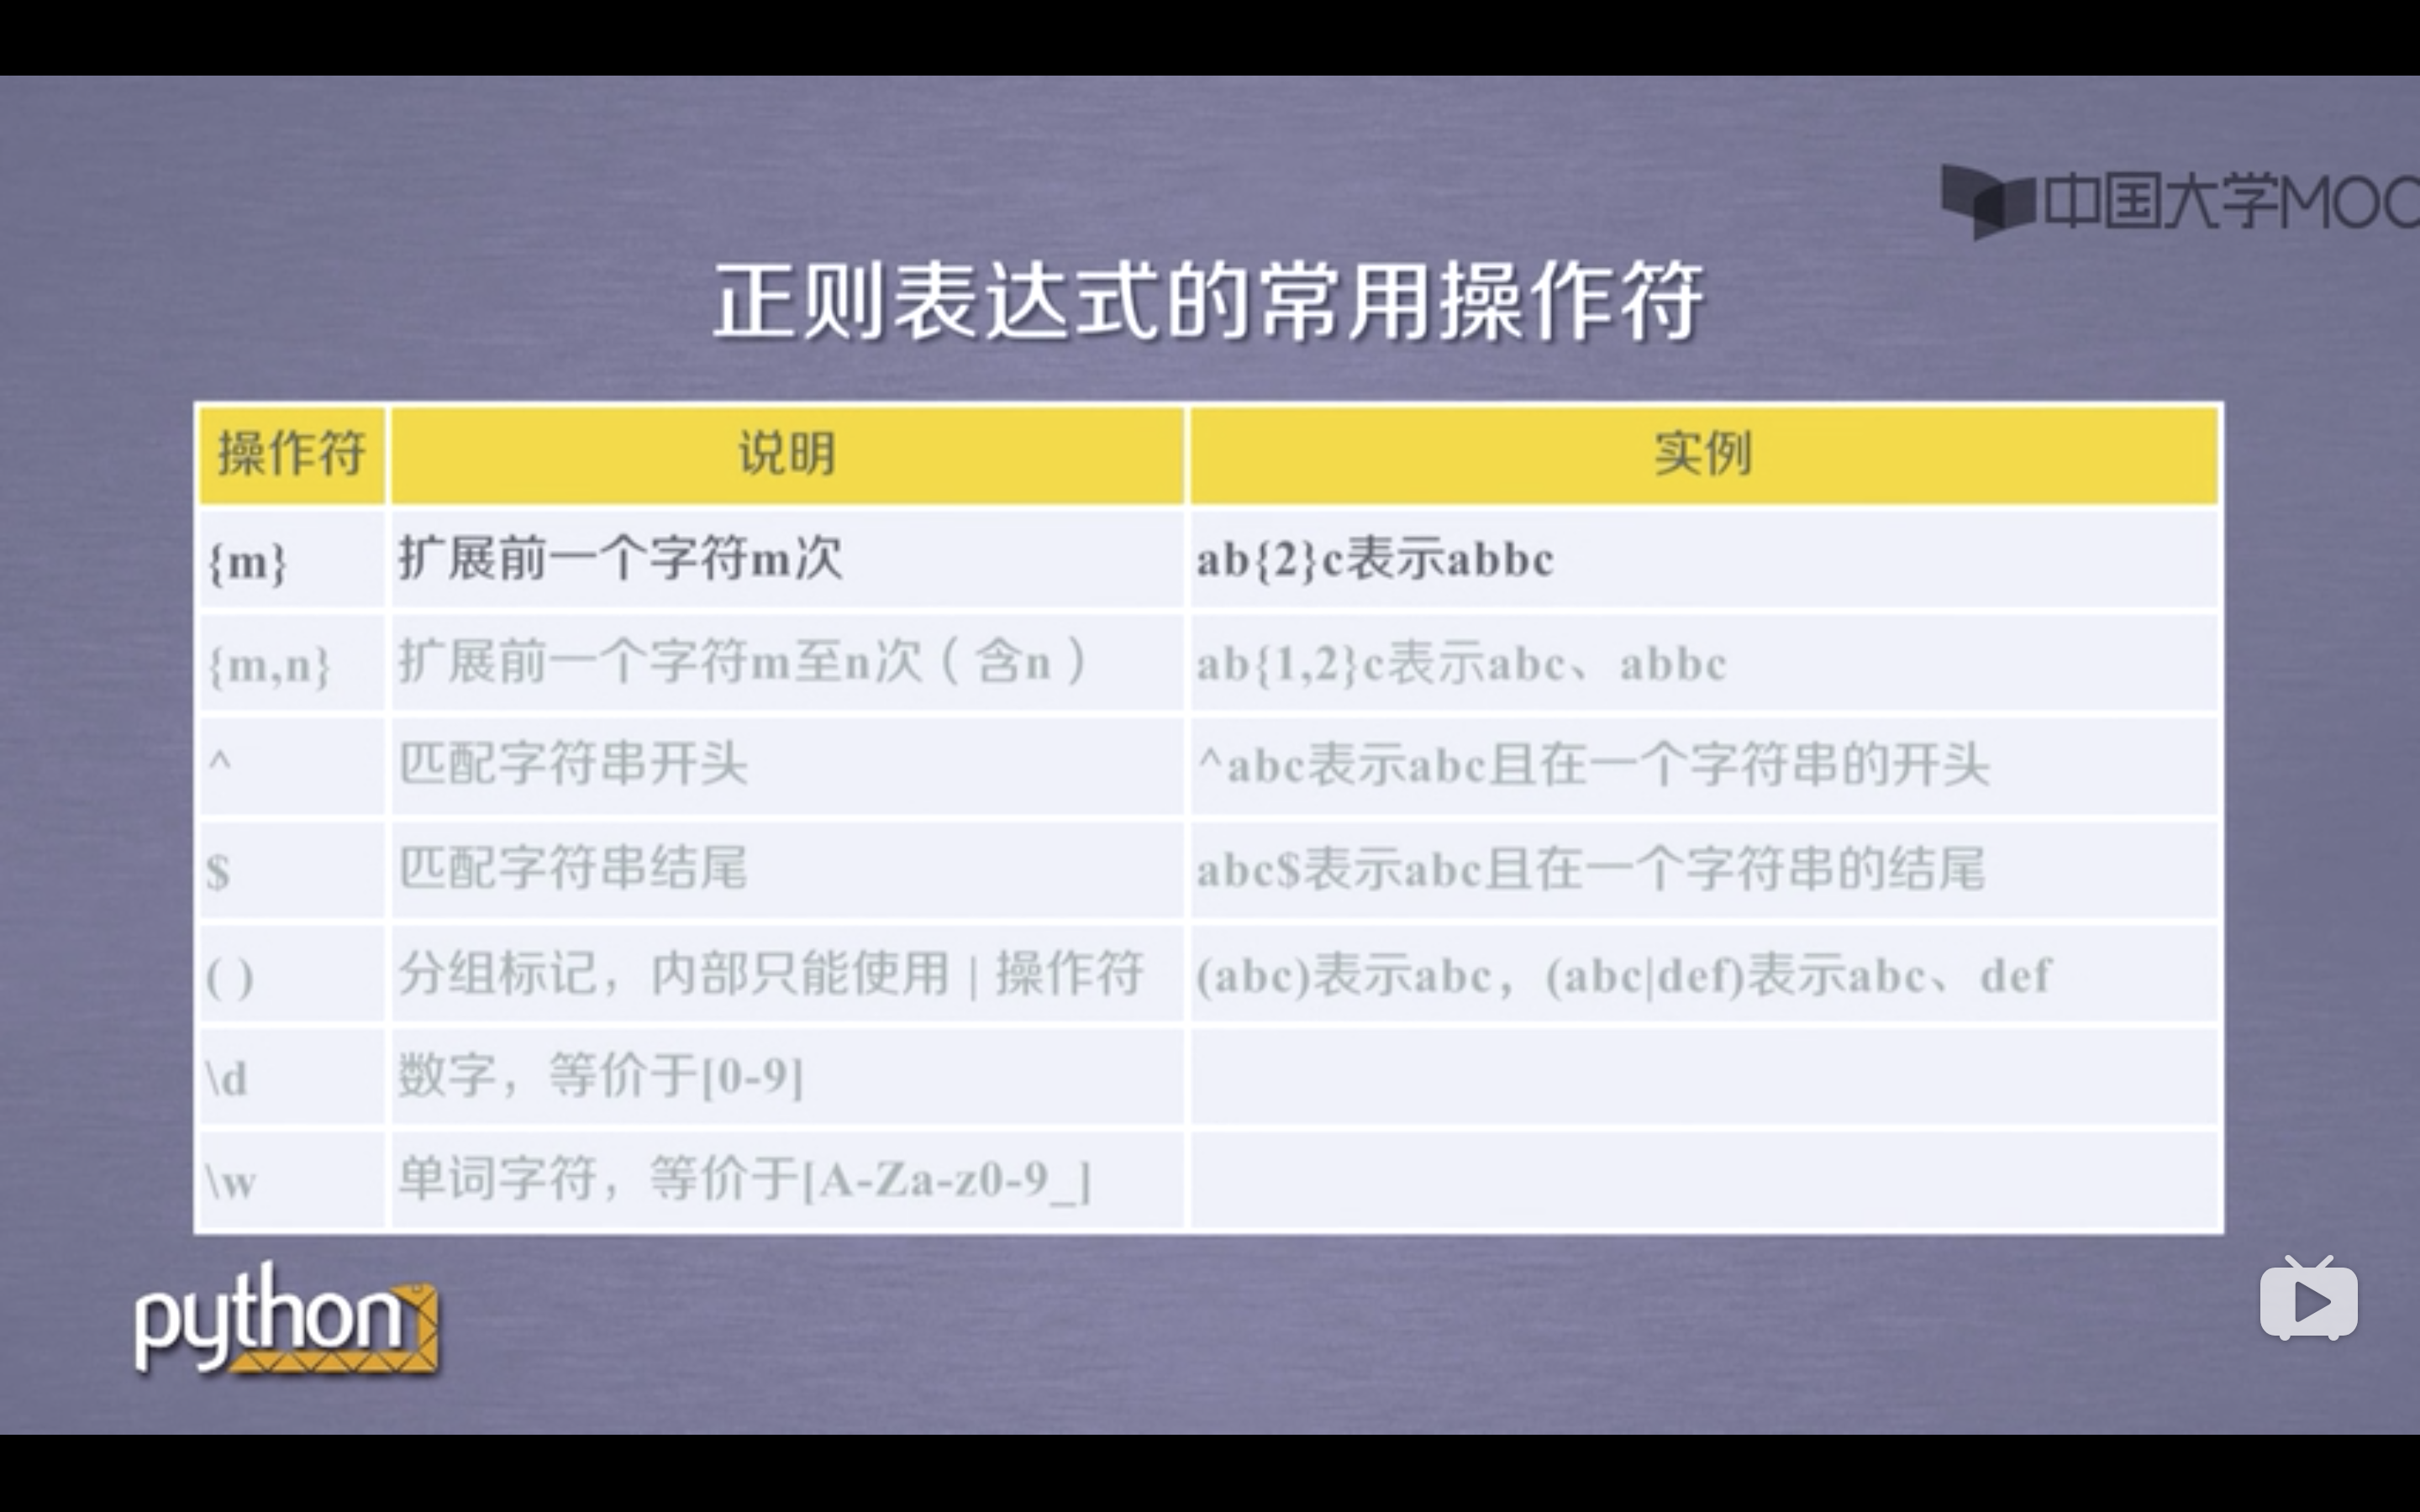 中国大学MOO
正则表达式的常用操作符
操作符 说明 实例
{m} 扩展前一个字符m次 ab{2}c表示abbc
{m,n} 扩展前一个字符m至n次（含n） ab{1,2}c表示abc、abbc
^ 匹配字符串开头 ^abc表示abc且在一个字符串的开头
$ 匹配字符串结尾 abc$表示abc且在一个字符串的结尾
( ) 分组标记，内部只能使用 | 操作符 (abc)表示abc，(abc|def)表示abc、def
\d 数字，等价于[0-9]
\w 单词字符，等价于[A-Za-z0-9_]
python